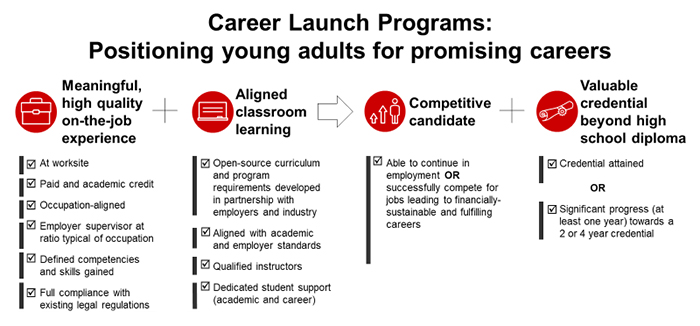 Career Launch Programs:
Positioning young adults for promising careers
Meaningful,
high quality
on-the-job
experience
At worksite
Paid and academic credit
Occupation-aligned
Employer supervisor at
ratio typical of occupation
Defined competencies
and skills gained
Full compliance with
existing legal regulations
Aligned
classroom
learning
Open-source curriculum
and program
requirements developed
in partnership with
employers and industry
Aligned with academic
and employer standards
Qualified instructors
Dedicated student support
(academic and career)
Competitive
candidate
Able to continue in
employment OR
successfully compete for
jobs leading to financially-
sustainable and fulfilling
careers
Valuable
credential
beyond high
school diploma
Credential attained
OR
Significant progress (at
least one year) towards a
2 or 4 year credential